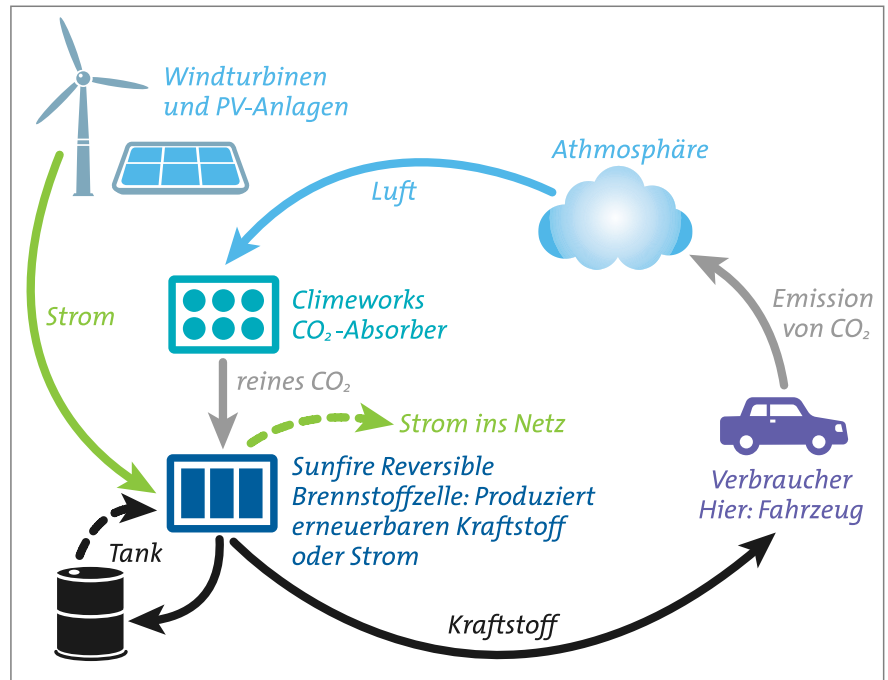 Windturbinen
und PV-Anlagen
Athmosphäre
Luft
Climeworks
CO₂-Absorber
Emission
von CO₂
Strom
reines CO₂
Strom ins Netz
Sunfire Reversible
Brennstoffzelle: Produziert
erneuerbaren Kraftstoff
oder Strom
Verbraucher
Hier: Fahrzeug
Tank
Kraftstoff